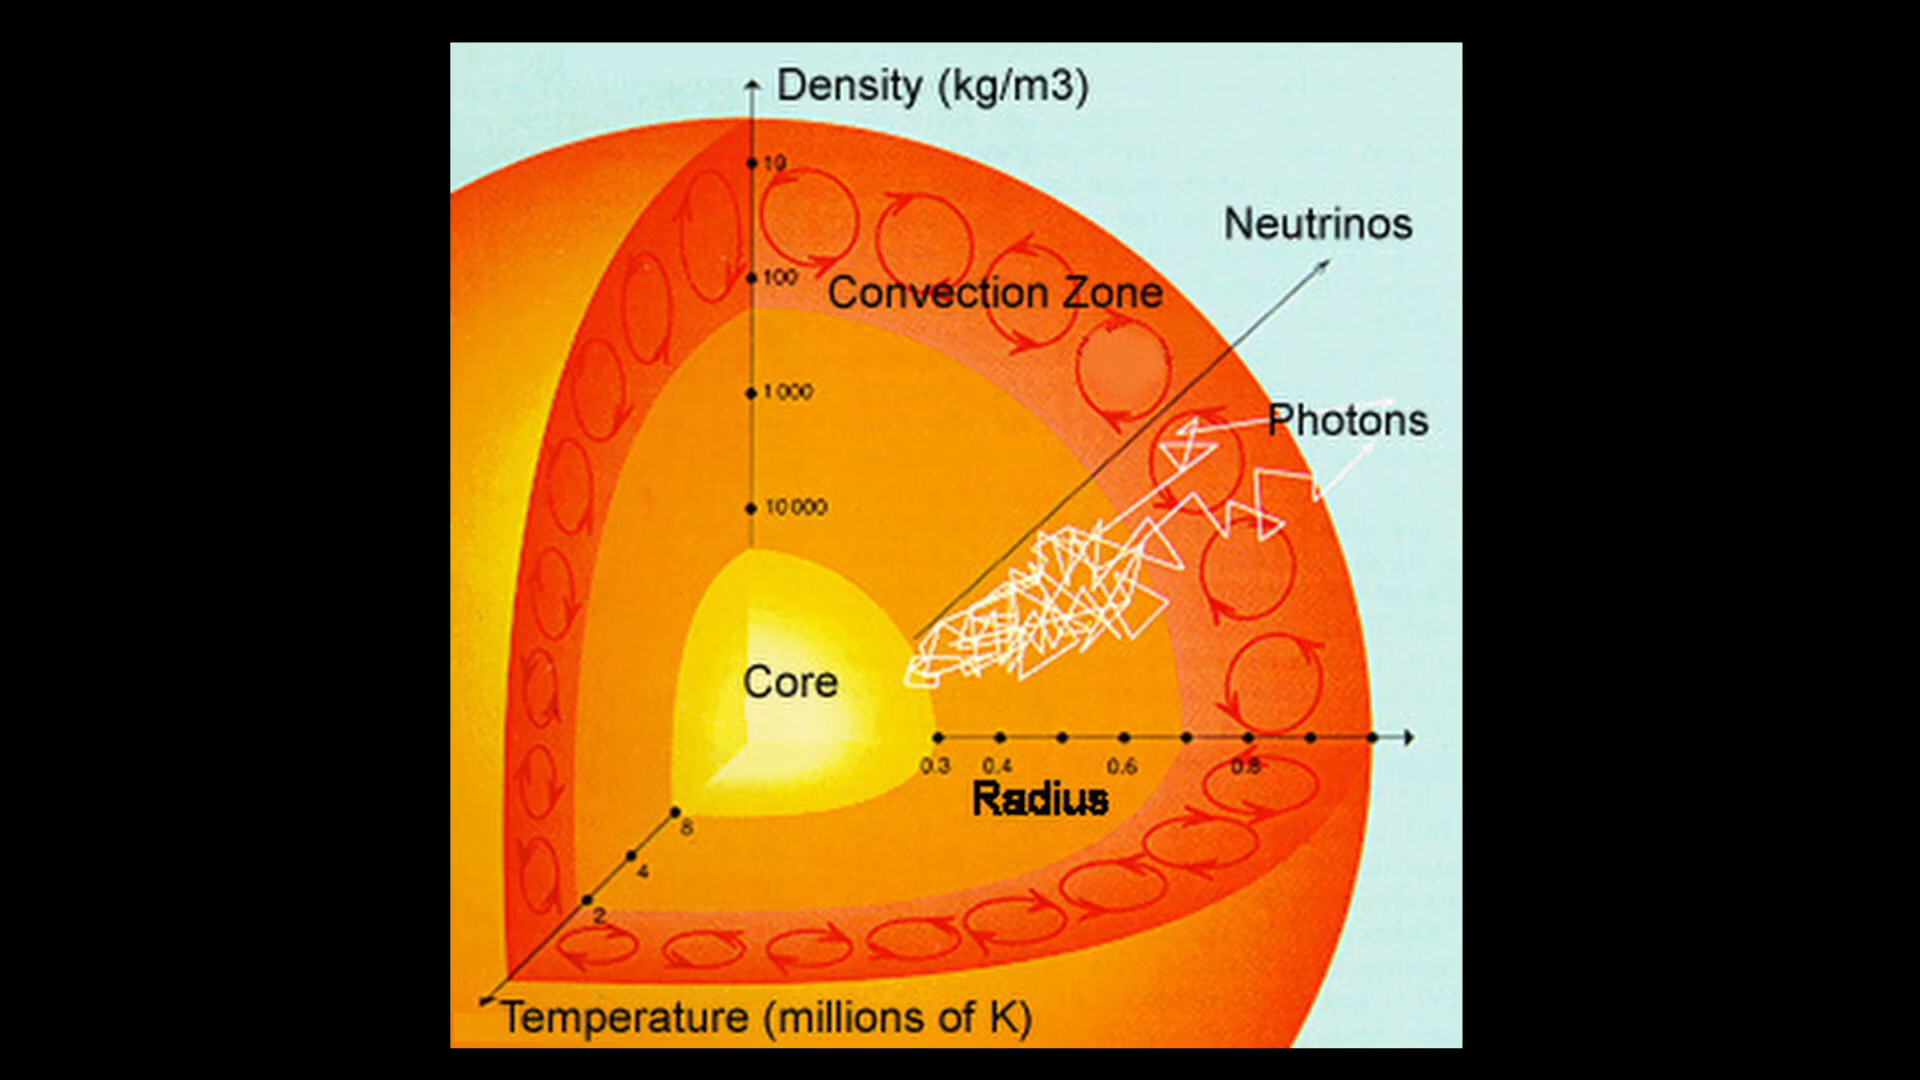 Density (kg/m3)
10
Neutrinos
100
Convection Zone
1 000
Photons
10 000
Core
0.3 0.4 0.6 0.8
Radius
8
4
2
Temperature (millions of K)